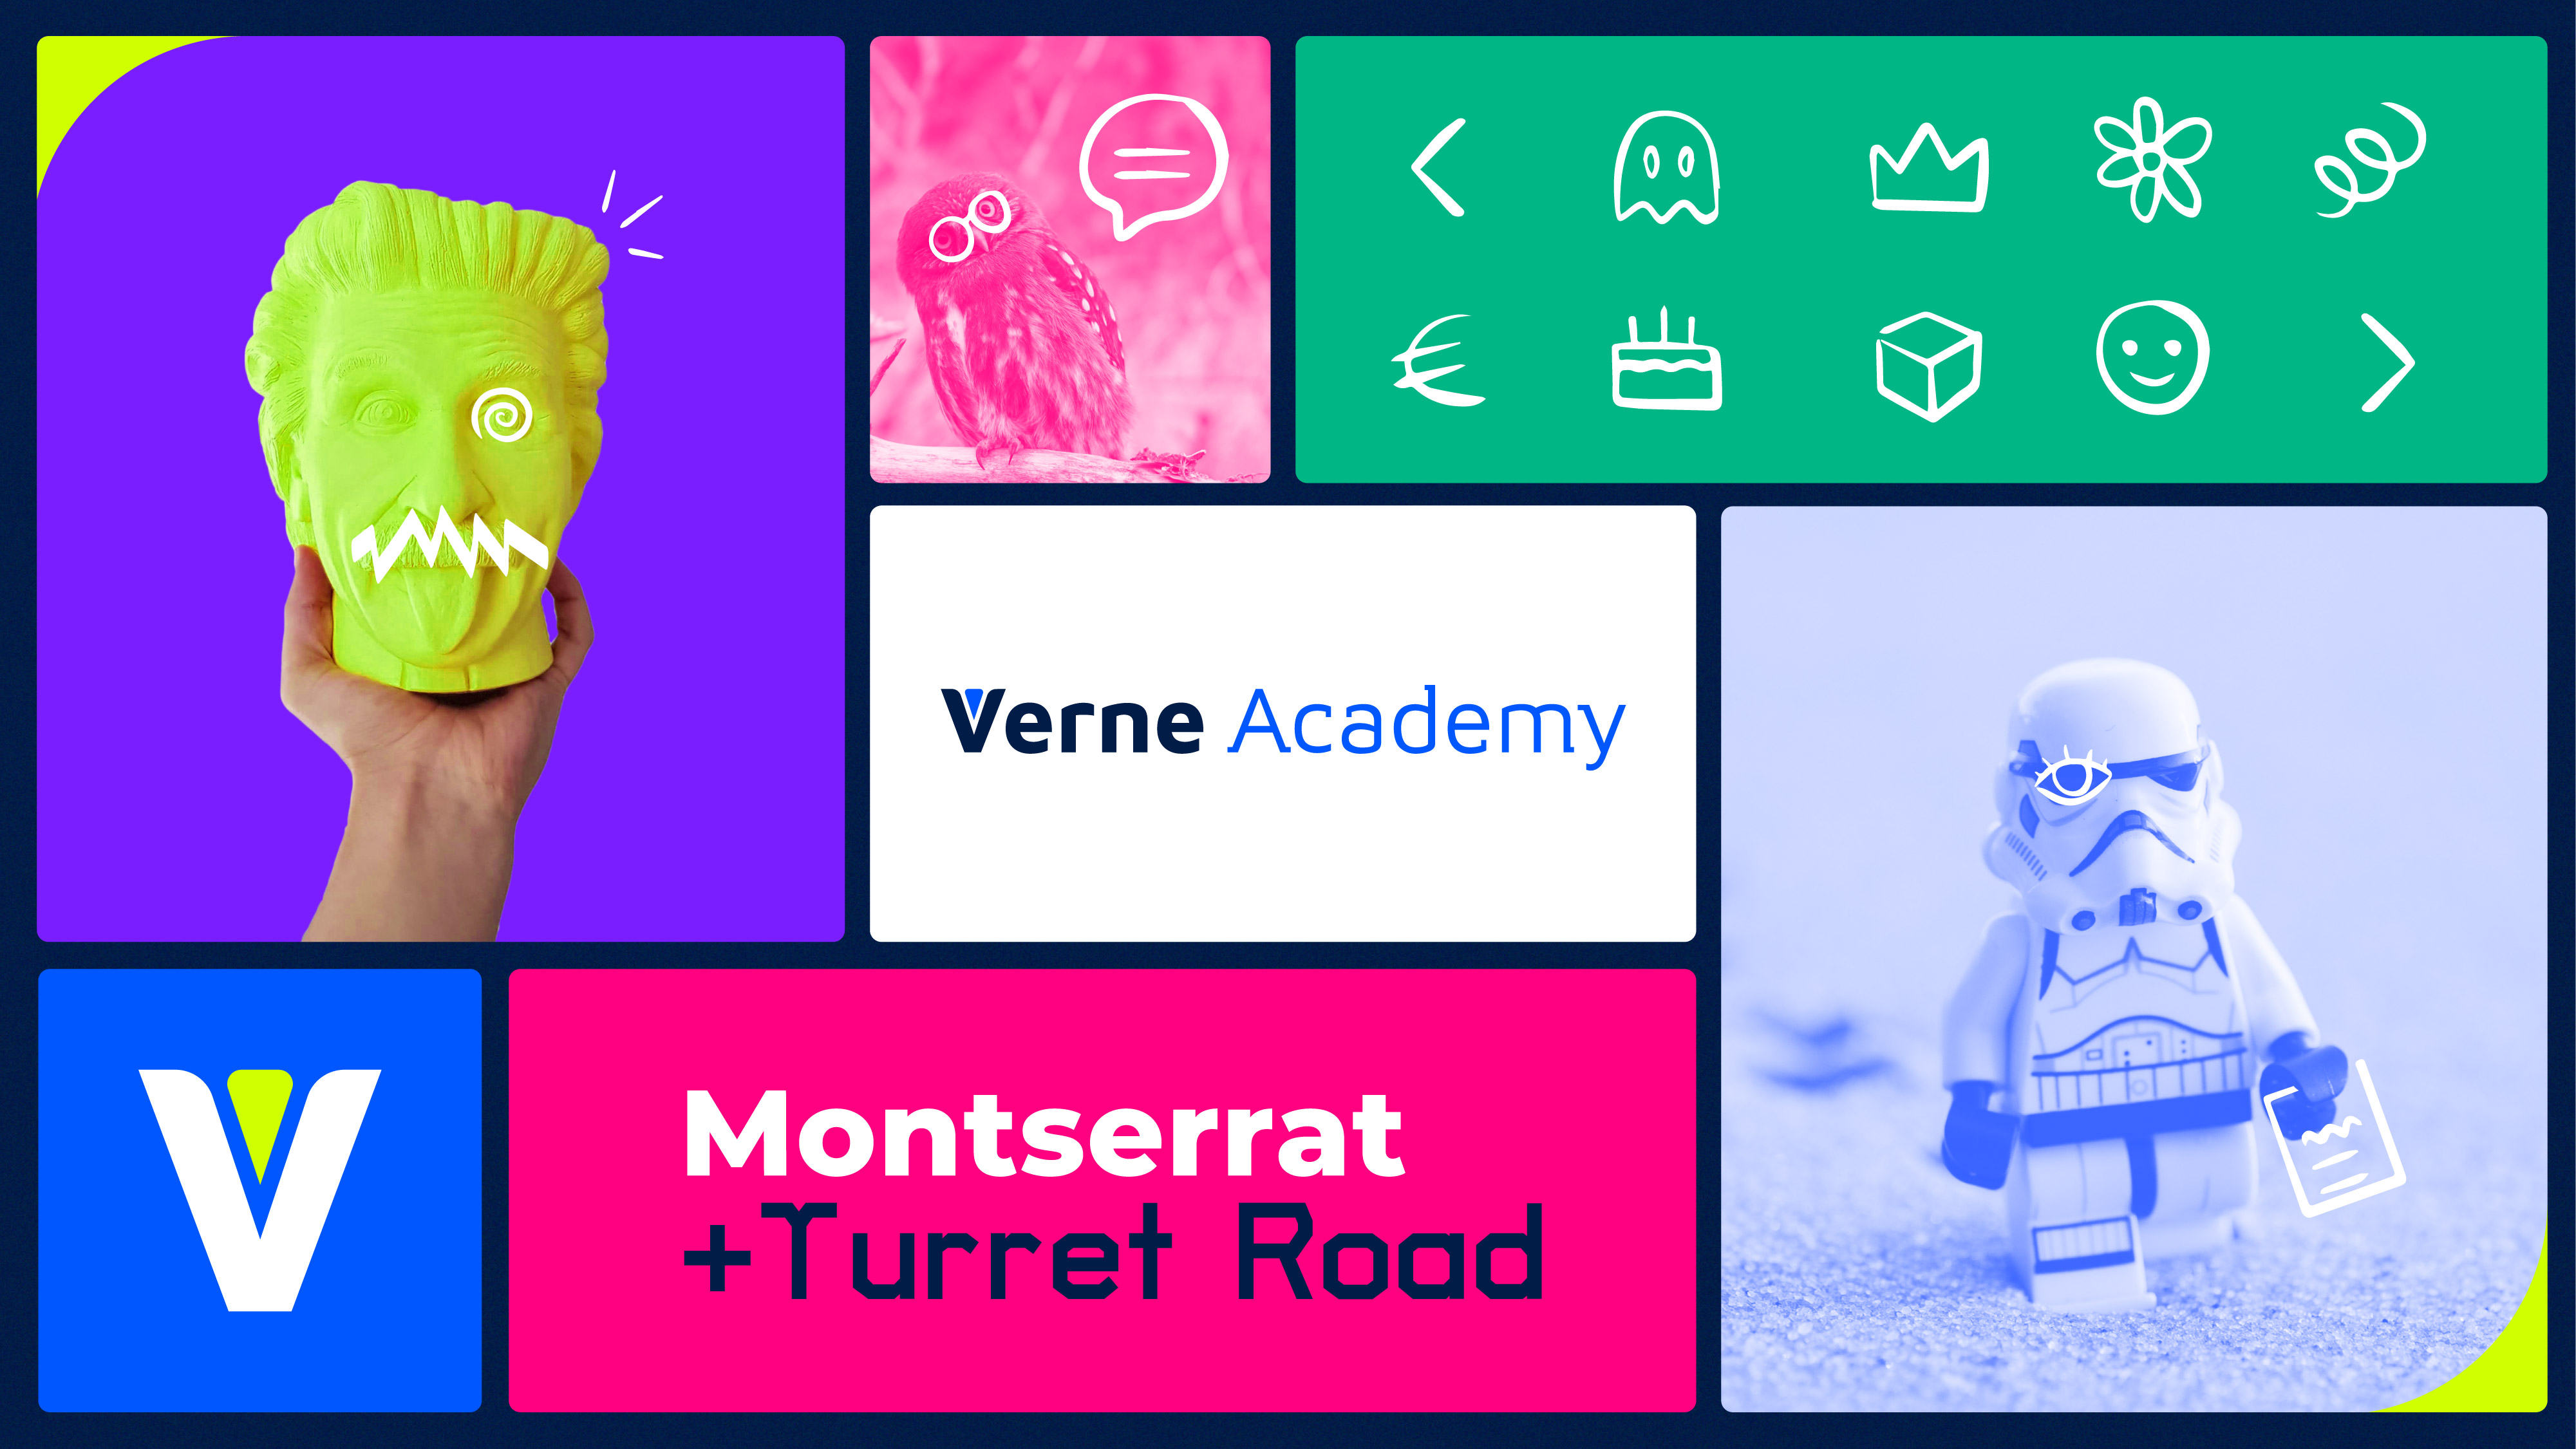 €
Verne Academy
V
Montserrat
+Turret Road